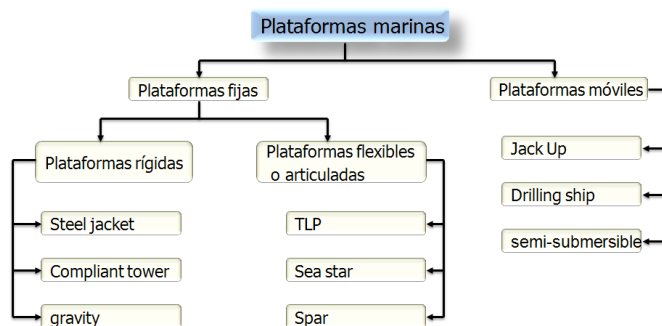 Plataformas marinas
Plataformas fijas
Plataformas móviles
Plataformas rígidas
Plataformas flexibles
o articuladas
Jack Up
Drilling ship
semi-submersible
Steel jacket
TLP
Compliant tower
Sea star
gravity
Spar